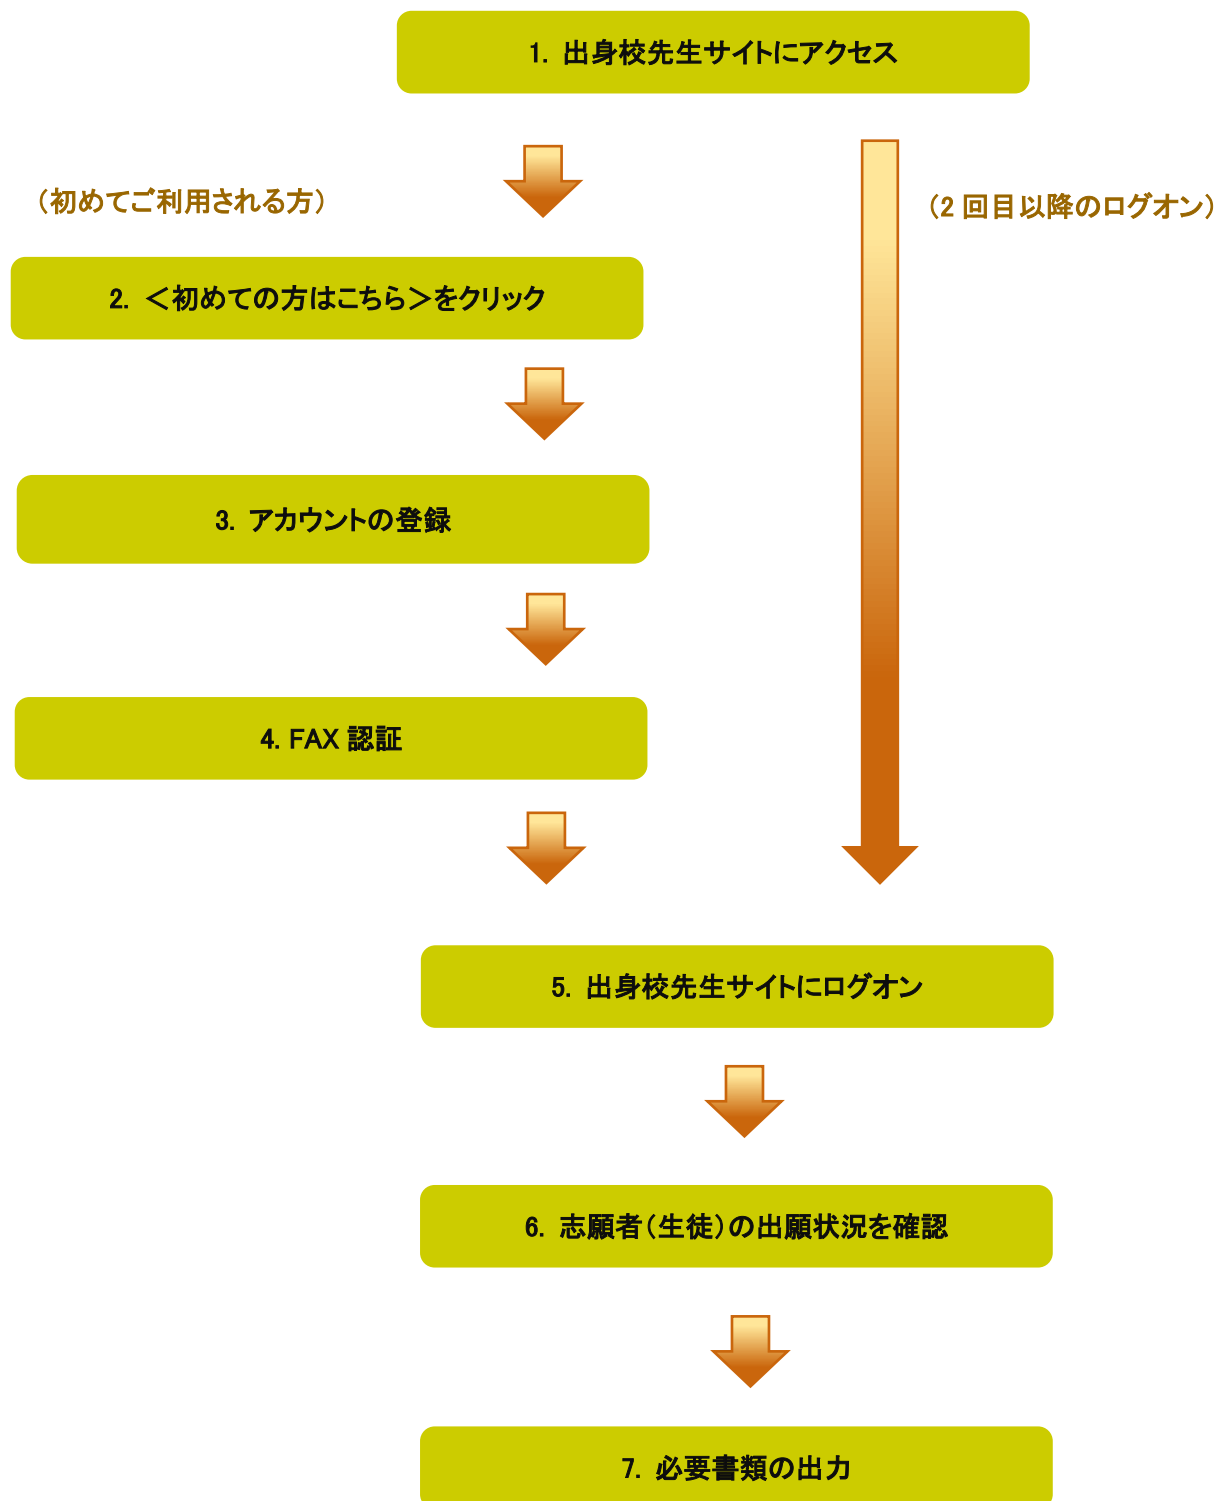 1. 出身校先生サイトにアクセス
（初めてご利用される方）
（2 回目以降のログオン）
2. ＜初めての方はこちら＞をクリック
3. アカウントの登録
4. FAX 認証
5. 出身校先生サイトにログオン
6. 志願者（生徒）の出願状況を確認
7. 必要書類の出力